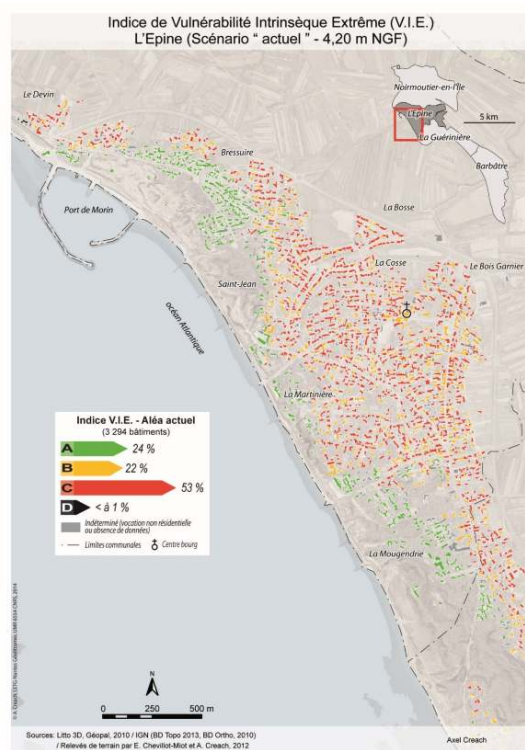 Indice de Vulnérabilité Intrinsèque Extrême (V.I.E.)
L'Epine (Scénario " actuel " - 4,20 m NGF)
Noirmoutier-en-l'Île
L'Epine
5 km
La Guérinière
Barbâtre
Le Devin
Bressuire
Port de Morin
La Bosse
La Cosse
Le Bois Garnier
Saint-Jean
océan Atlantique
La Martinière
Indice V.I.E. - Aléa actuel
(3 294 bâtiments)
A 24 %
B 22 %
C 53 %
D < à 1 %
Indéterminé (vocation non résidentielle
ou absence de données)
Limites communales Centre bourg
La Mougendrie
N
0 250 500 m
Sources: Litto 3D, Géopal, 2010 / IGN (BD Topo 2013, BD Ortho, 2010)
/ Relevés de terrain par E. Chevillot-Miot et A. Creach, 2012
Axel Creach